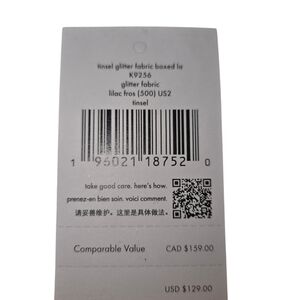 tinsel glitter fabric boxed la
K9256
glitter fabric
lilac fros (500) US2
tinsel
1 96021 18752 0
take good care. here's how.
prenez-en bien soin. voici comment.
请妥善维护。这里是具体做法。
Comparable Value CAD $159.00
USD $129.00